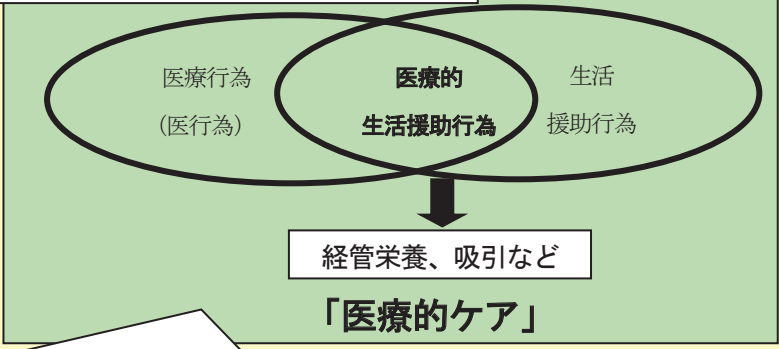 医療行為
（医行為）
医療的
生活援助行為
生活
援助行為
経管栄養、吸引など
「医療的ケア」